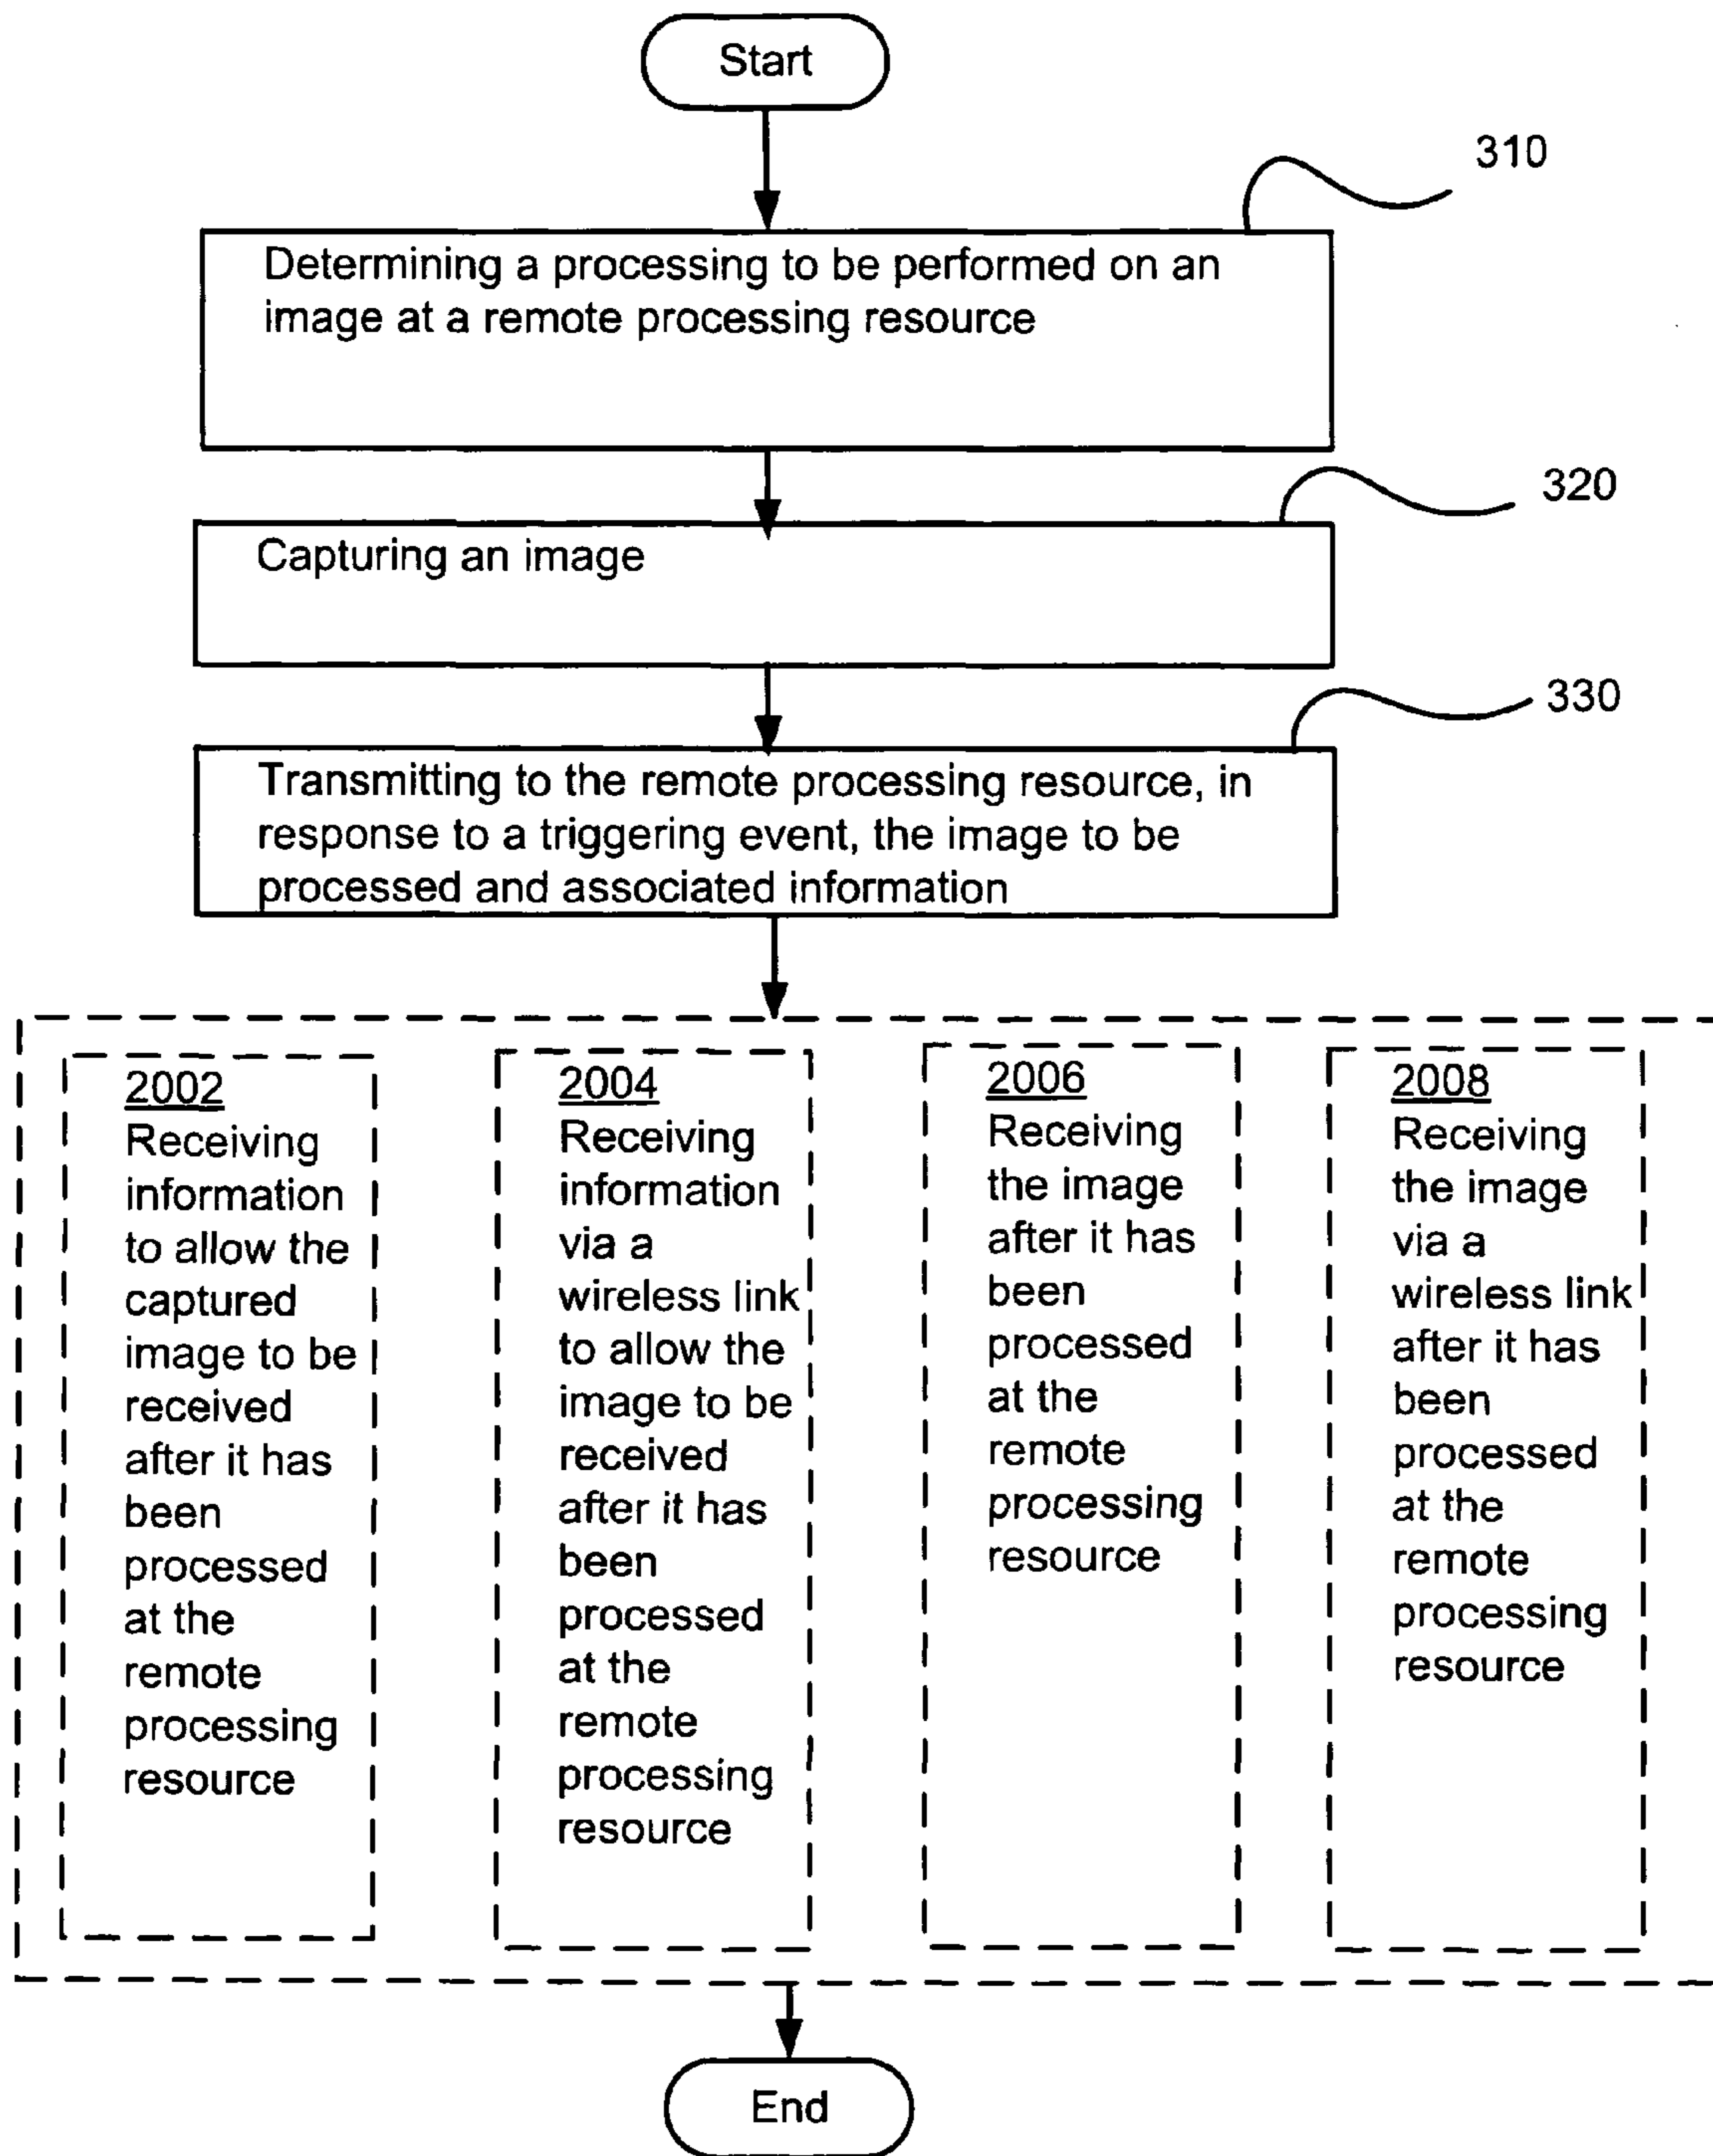 Start
310
Determining a processing to be performed on an
image at a remote processing resource
320
Capturing an image
330
Transmitting to the remote processing resource, in
response to a triggering event, the image to be
processed and associated information
2002
Receiving
information
to allow the
captured
image to be
received
after it has
been
processed
at the
remote
processing
resource
2004
Receiving
information
via a
wireless link
to allow the
image to be
received
after it has
been
processed
at the
remote
processing
resource
2006
Receiving
the image
after it has
been
processed
at the
remote
processing
resource
2008
Receiving
the image
via a
wireless link
after it has
been
processed
at the
remote
processing
resource
End